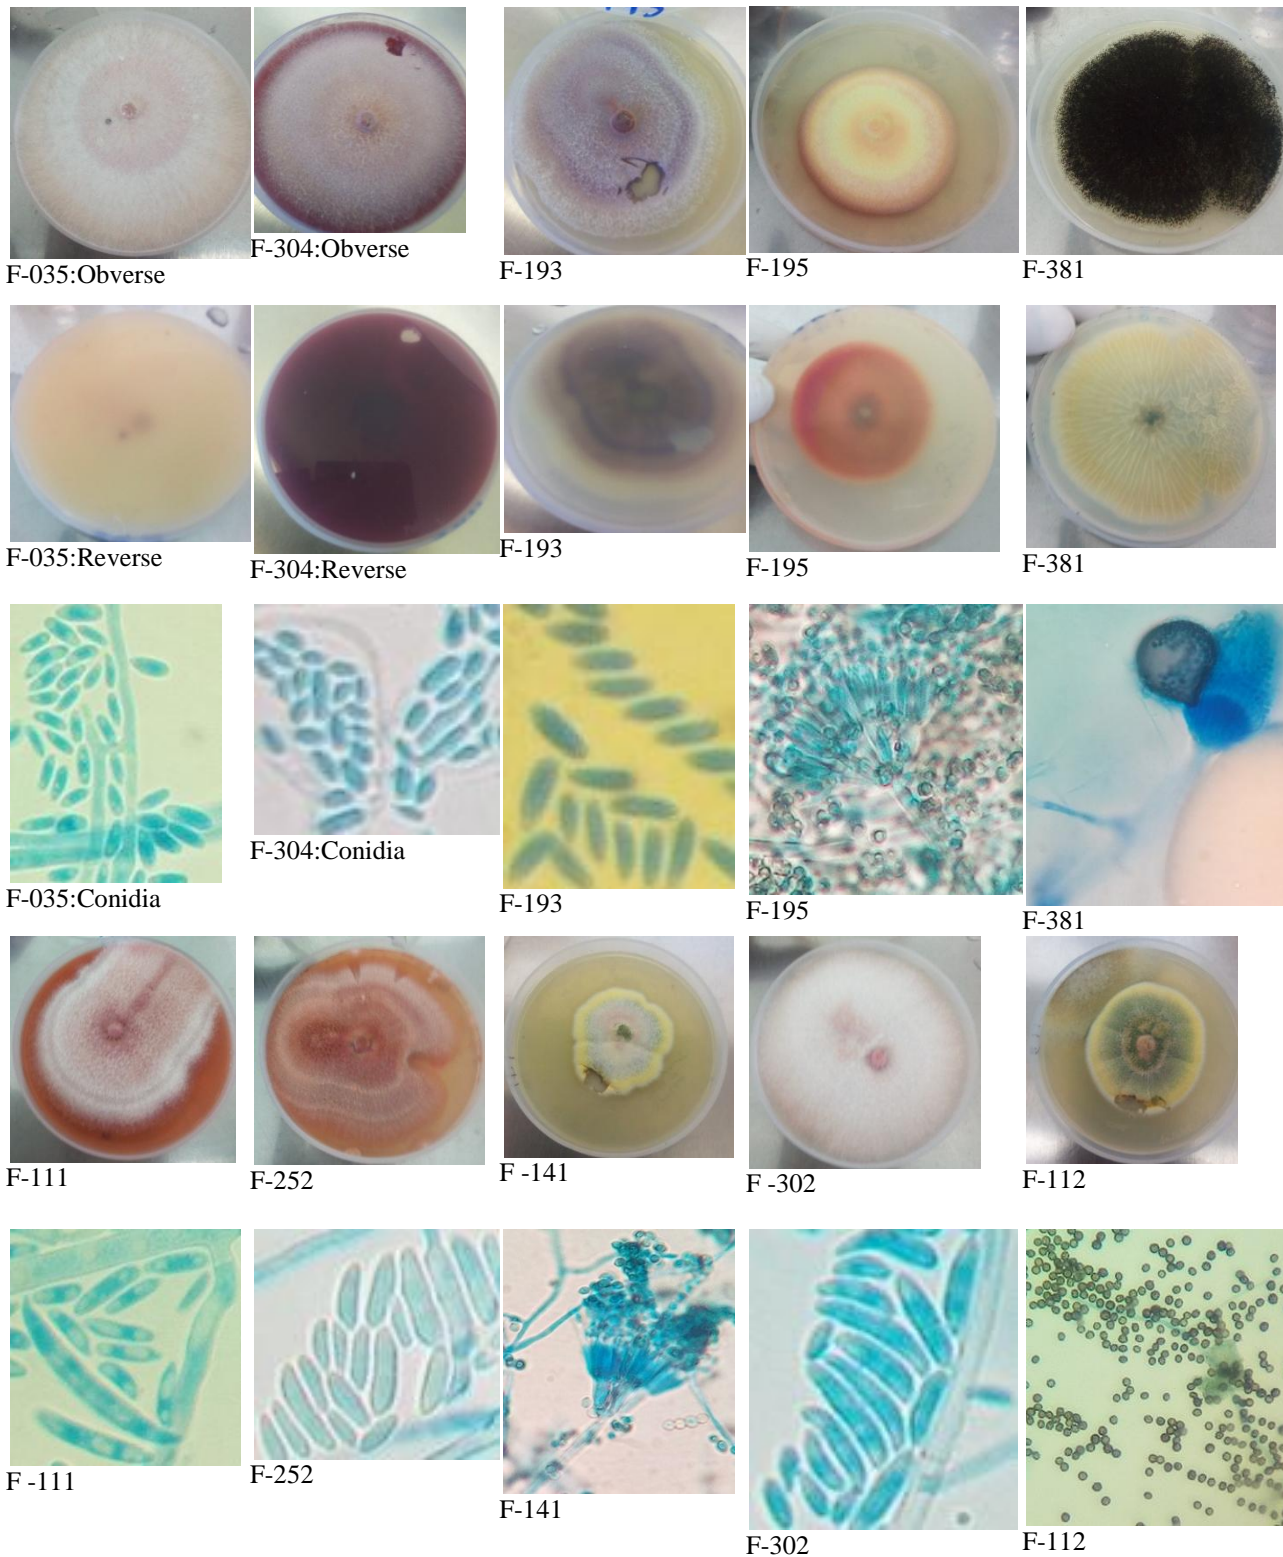 F-035:Obverse
F-304:Obverse
F-193
F-195
F-381
F-035:Reverse
F-304:Reverse
F-193
F-195
F-381
F-035:Conidia
F-304:Conidia
F-193
F-195
F-381
F-111
F-252
F -141
F -302
F-112
F -111
F-252
F-141
F-302
F-112